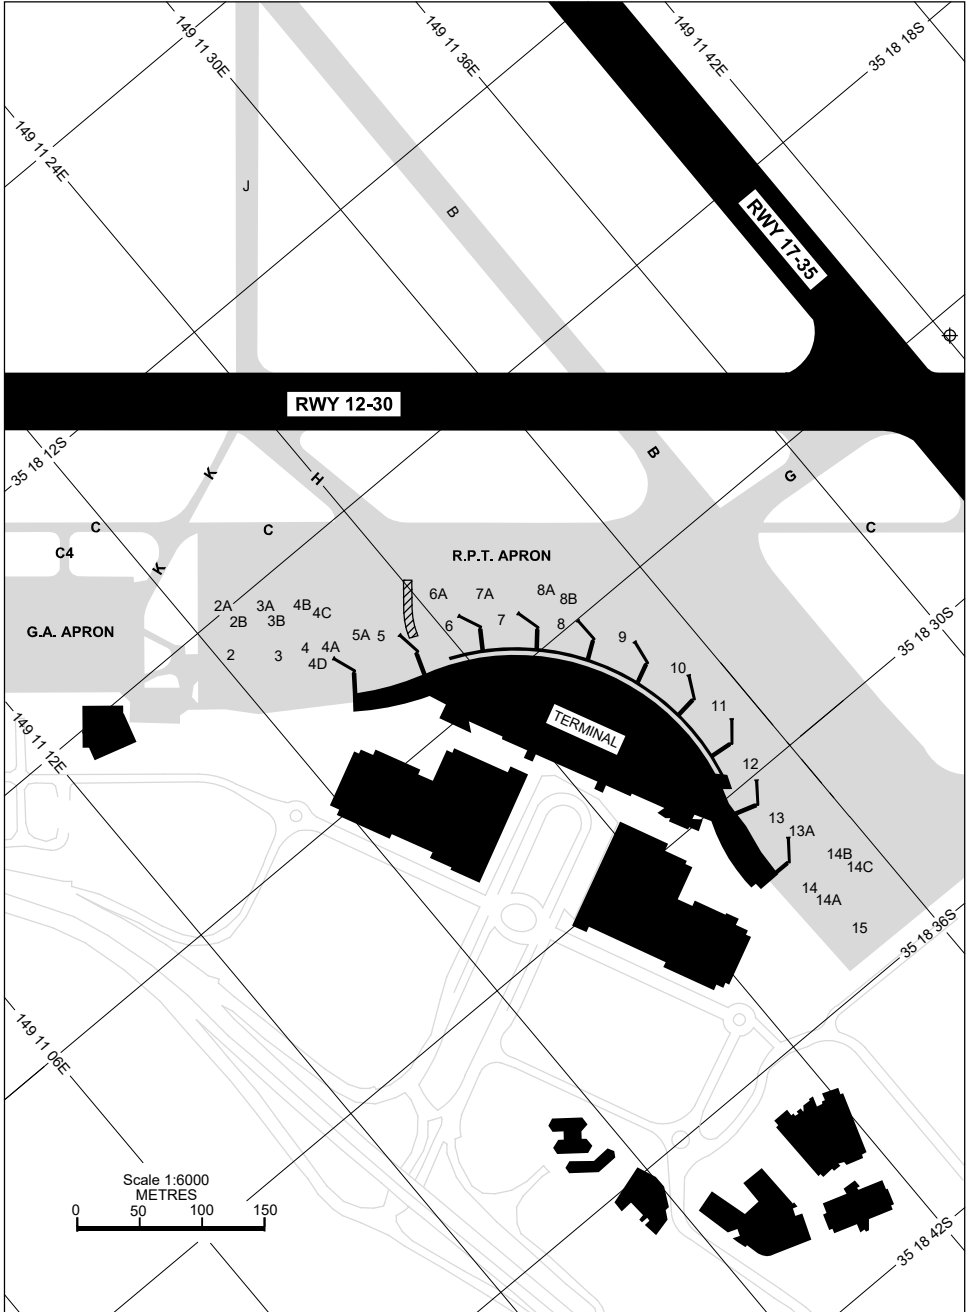 149 11 30E
149 11 36E
149 11 42E
35 18 18S
149 11 24E
J
B
RWY 17-35
RWY 12-30
35 18 12S
K
H
B
G
C
C
C
C4
K
R.P.T. APRON
G.A. APRON
2A
2B
3A
3B
4B
4C
6A
7A
8A
8B
2
3
4
4A
4D
5A
5
6
7
8
9
10
11
12
13
13A
14B
14C
14
14A
15
35 18 30S
TERMINAL
149 11 12E
35 18 36S
149 11 06E
Scale 1:6000
METRES
0 50 100 150
35 18 42S